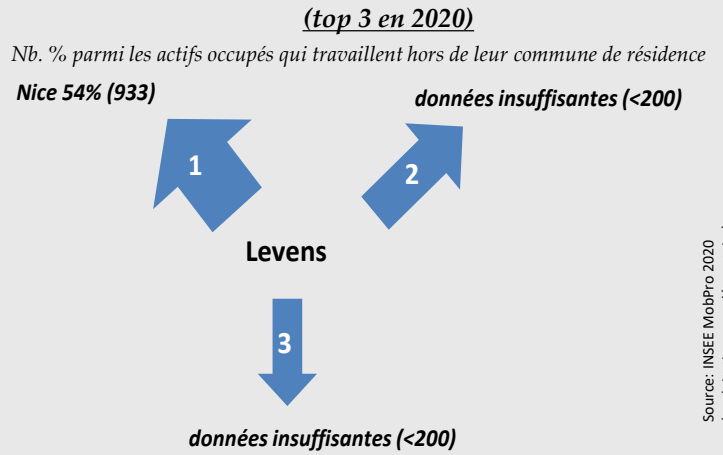 (top 3 en 2020)
Nb. % parmi les actifs occupés qui travaillent hors de leur commune de résidence
Nice 54% (933)
données insuffisantes (<200)
1
2
Levens
3
données insuffisantes (<200)
Source: INSEE MobPro 2020